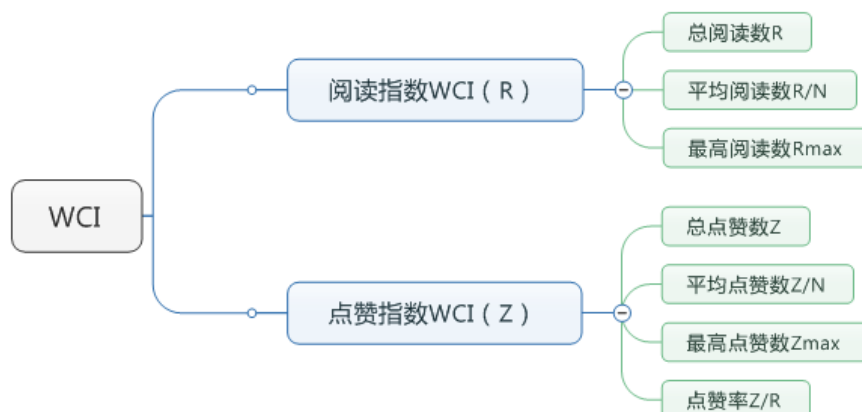 总阅读数R
阅读指数WCI（R）
平均阅读数R/N
最高阅读数Rmax
WCI
总点赞数Z
平均点赞数Z/N
点赞指数WCI（Z）
最高点赞数Zmax
点赞率Z/R